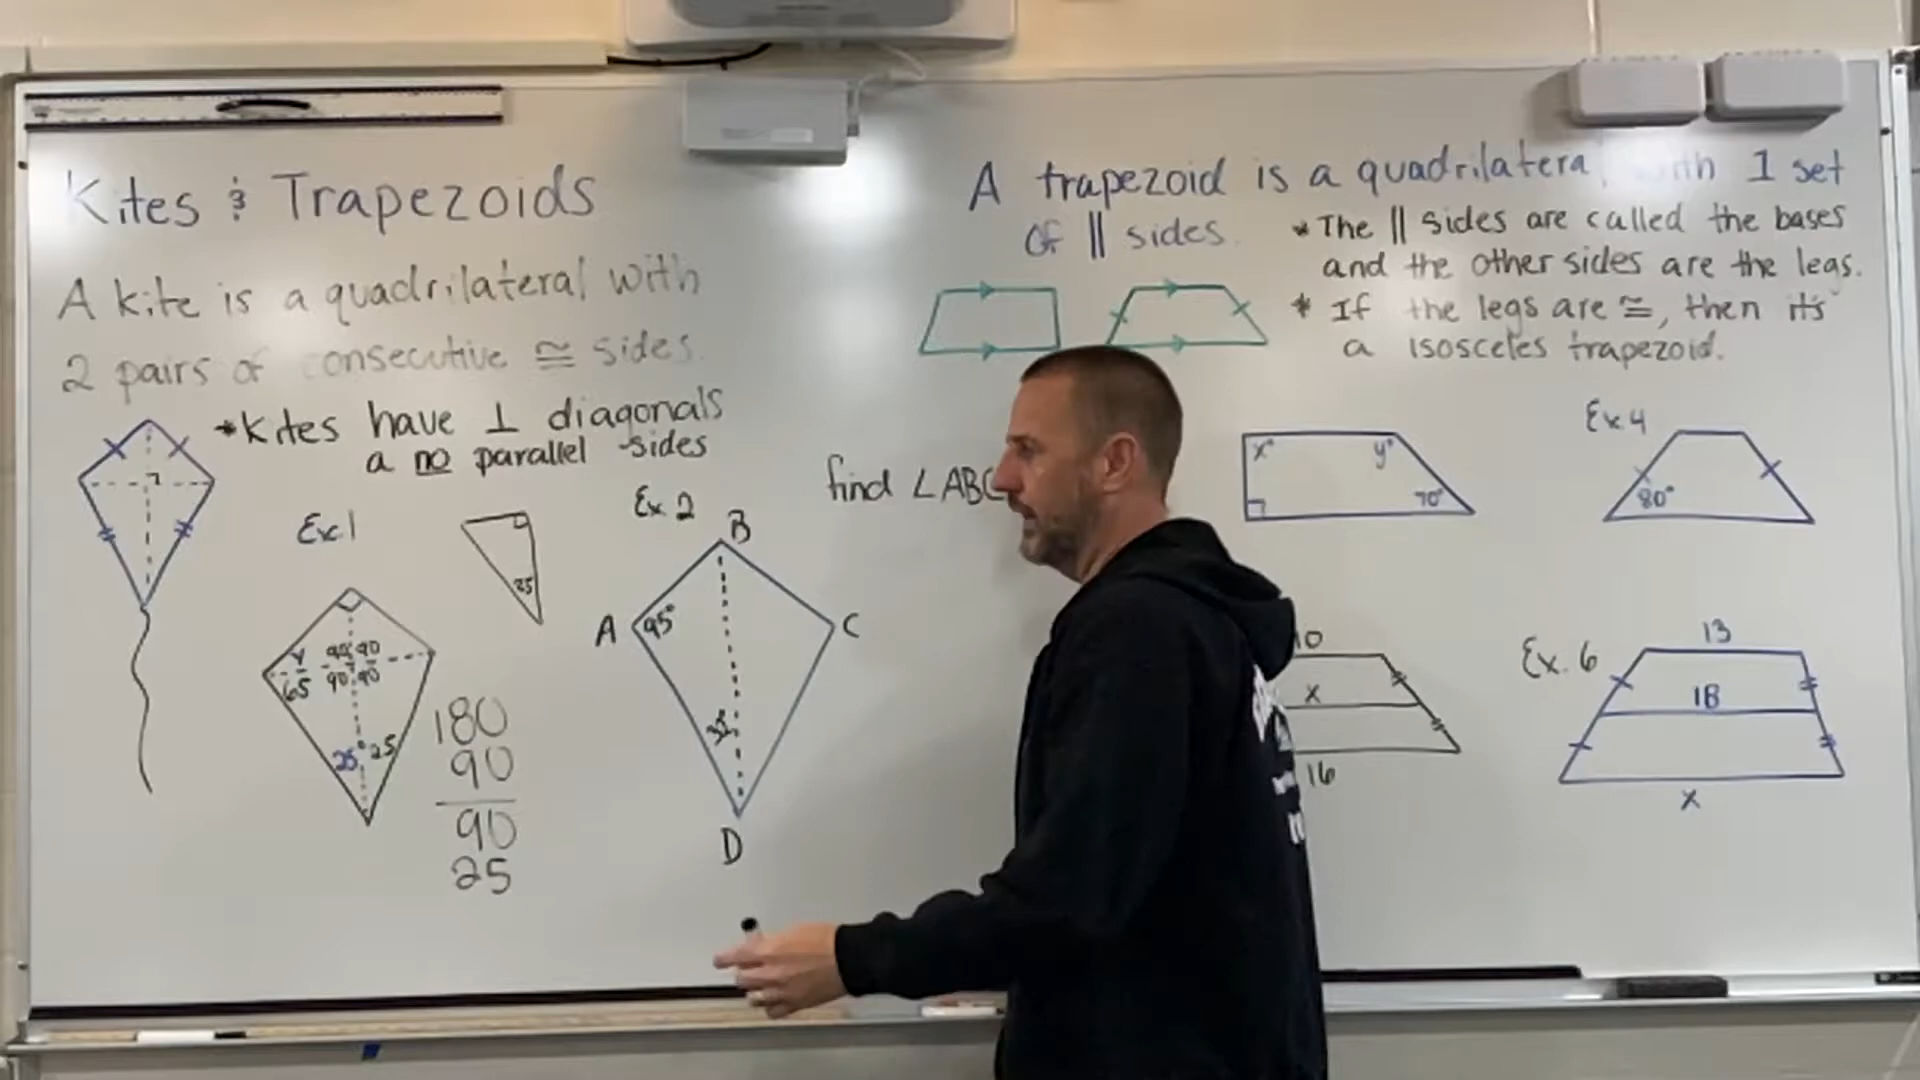 Kites & Trapezoids
A kite is a quadrilateral with
2 pairs of consecutive ≅ sides.
*Kites have ⊥ diagonals
a no parallel sides
Ex.1
25
Y
90 90
65
90 90
25° 25
180
90
90
25
Ex. 2
B
A
95°
C
D
find ∠ABC
A trapezoid is a quadrilateral with 1 set
of || sides.
* The || sides are called the bases
and the other sides are the legs.
* If the legs are ≅, then it's
a isosceles trapezoid.
x° y°
70°
Ex. 4
80°
10
x
16
Ex. 6
13
18
x